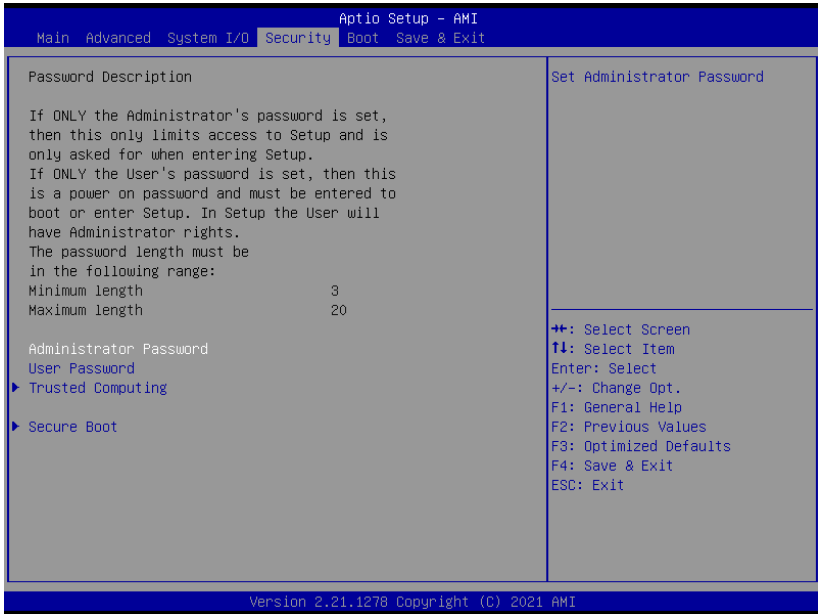 Aptio Setup – AMI
Main Advanced System I/O Security Boot Save & Exit
Password Description
If ONLY the Administrator's password is set,
then this only limits access to Setup and is
only asked for when entering Setup.
If ONLY the User's password is set, then this
is a power on password and must be entered to
boot or enter Setup. In Setup the User will
have Administrator rights.
The password length must be
in the following range:
Minimum length 3
Maximum length 20
Administrator Password
User Password
▶ Trusted Computing
▶ Secure Boot
Set Administrator Password
→←: Select Screen
↑↓: Select Item
Enter: Select
+/-: Change Opt.
F1: General Help
F2: Previous Values
F3: Optimized Defaults
F4: Save & Exit
ESC: Exit
Version 2.21.1278 Copyright (C) 2021 AMI